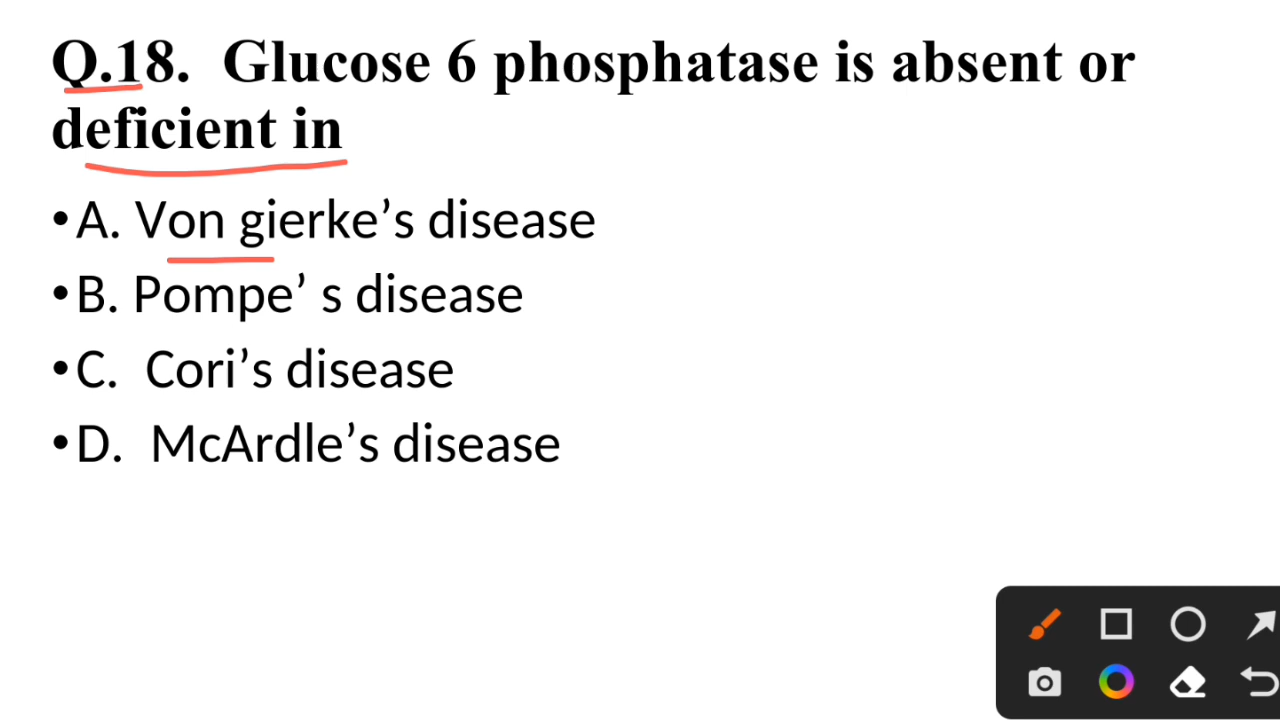 Q.18. Glucose 6 phosphatase is absent or
deficient in
•A. Von gierke’s disease
•B. Pompe’ s disease
•C. Cori’s disease
•D. McArdle’s disease